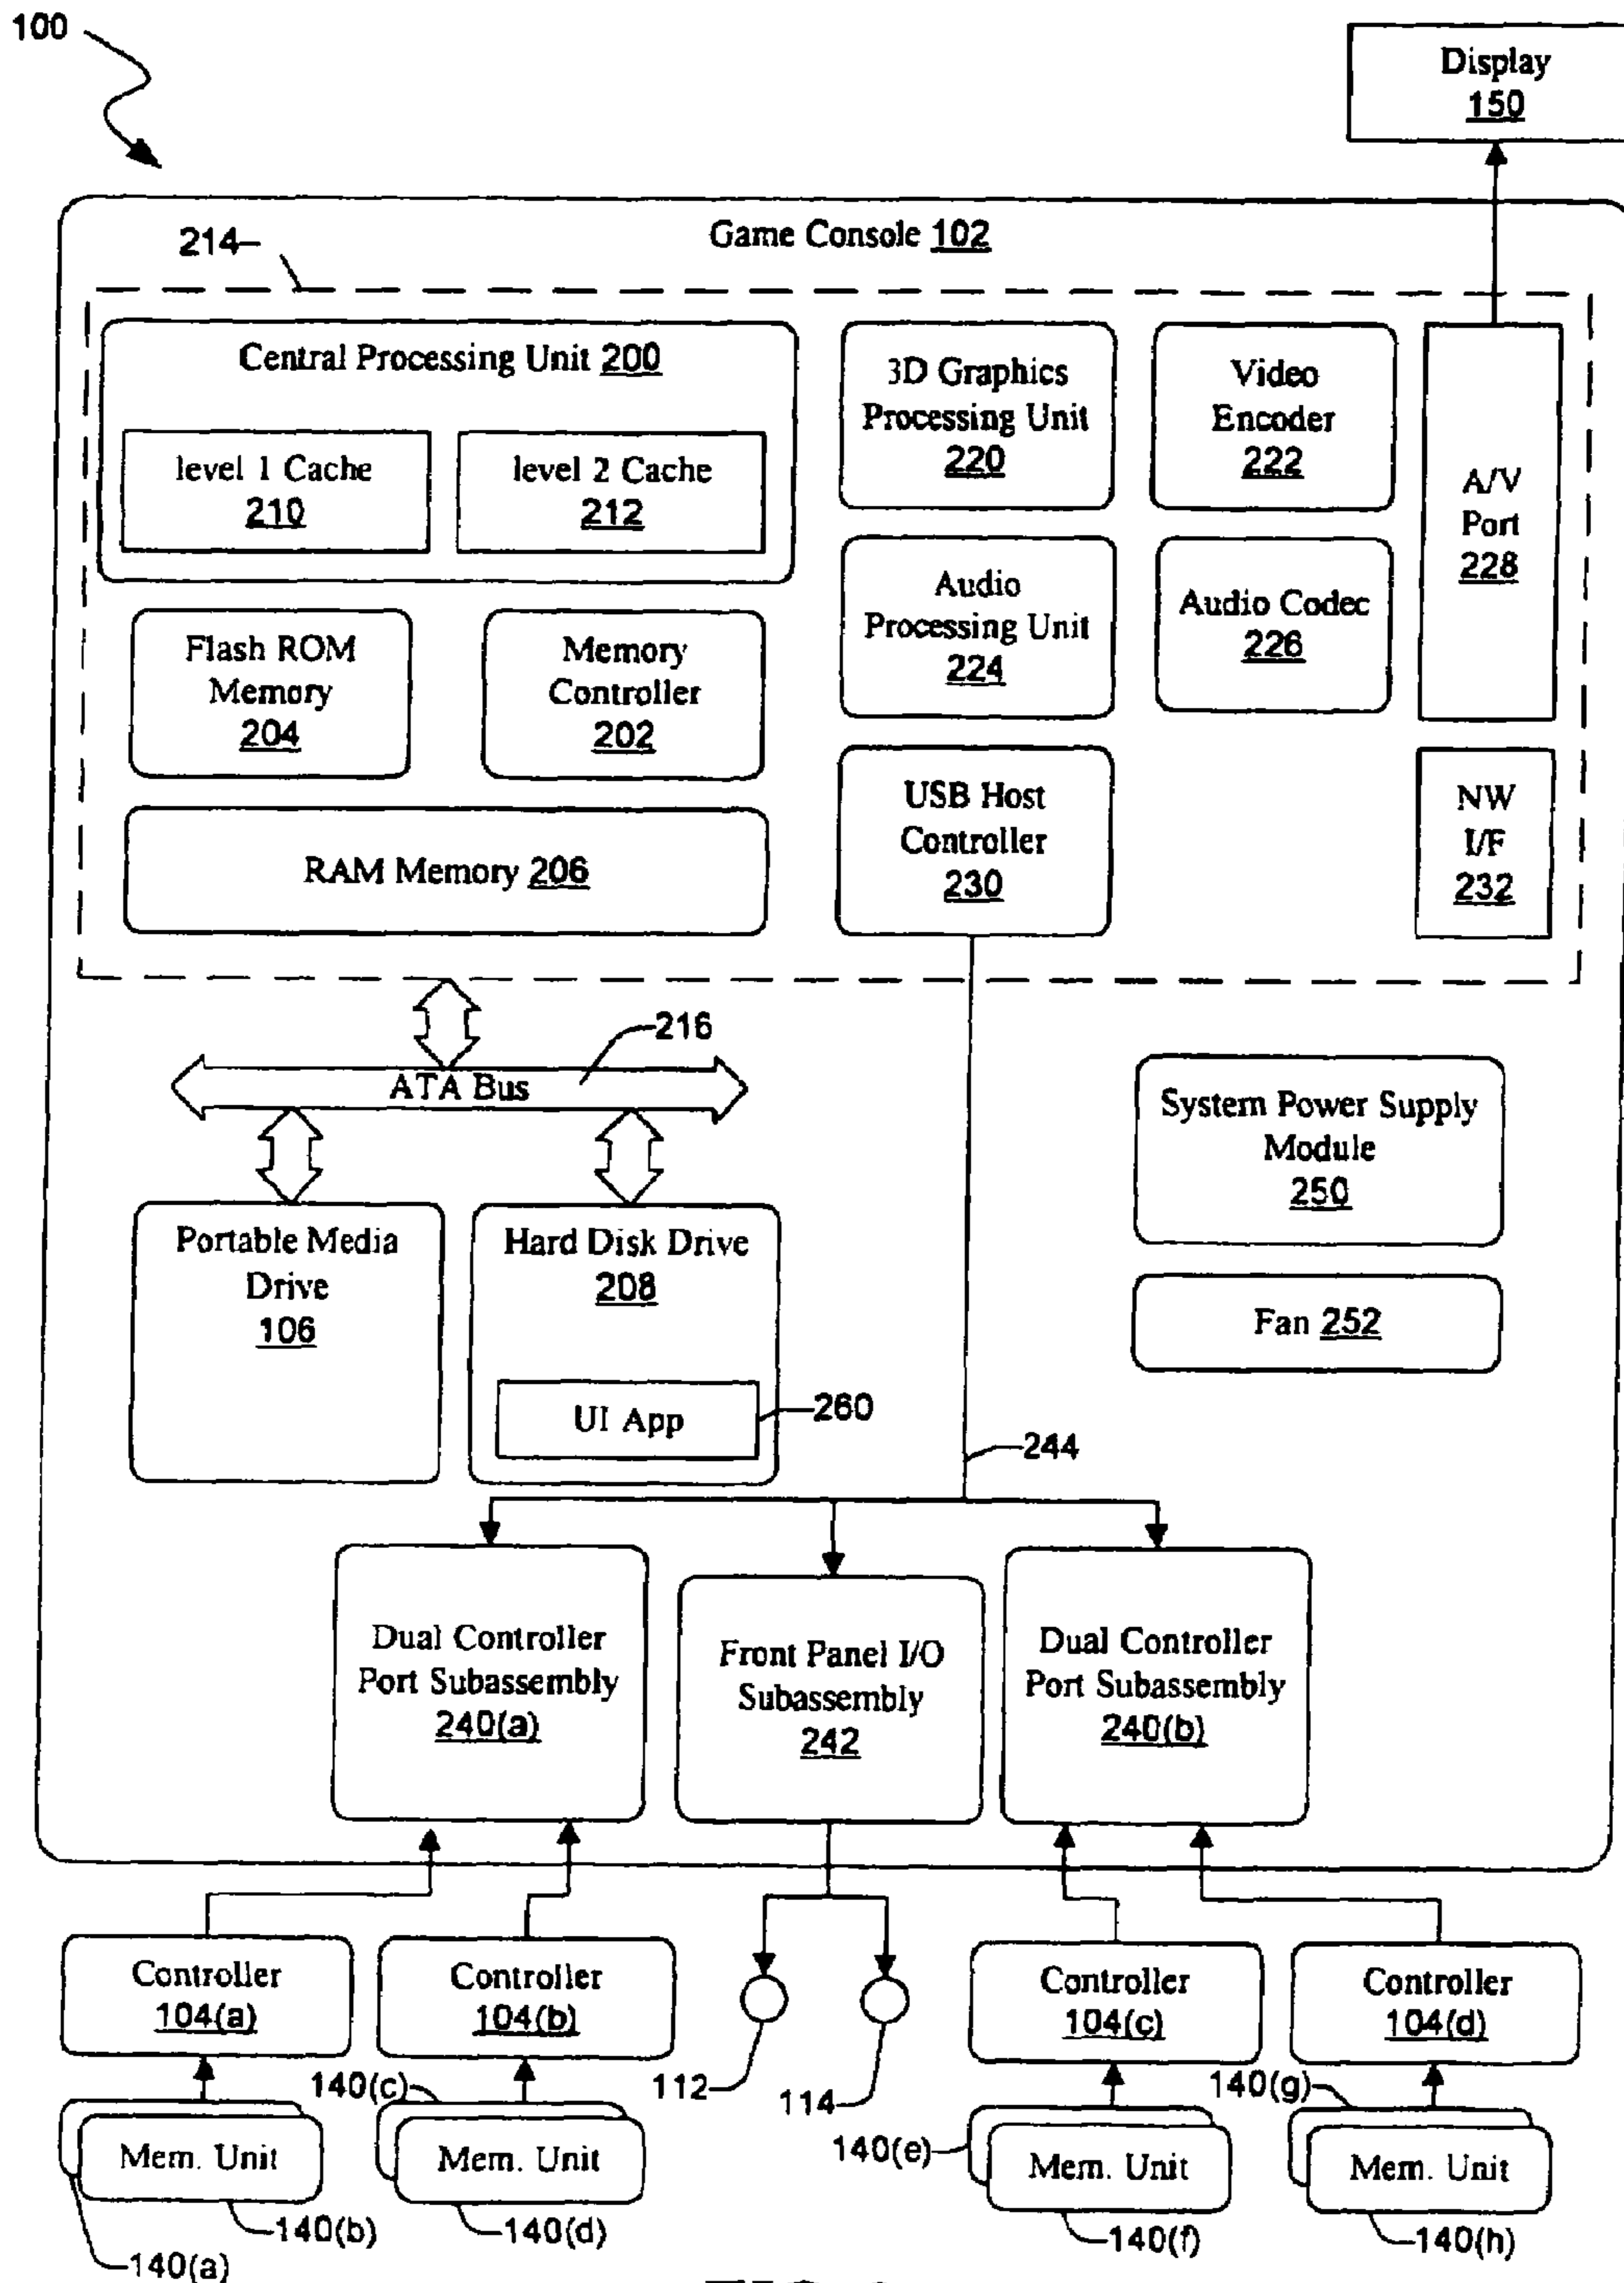 100
Display
150
Game Console 102
214
Central Processing Unit 200
level 1 Cache
210
level 2 Cache
212
3D Graphics
Processing Unit
220
Video
Encoder
222
A/V
Port
228
Flash ROM
Memory
204
Memory
Controller
202
Audio
Processing Unit
224
Audio Codec
226
RAM Memory 206
USB Host
Controller
230
NW
I/F
232
216
ATA Bus
System Power Supply
Module
250
Portable Media
Drive
106
Hard Disk Drive
208
UI App
260
Fan 252
244
Dual Controller
Port Subassembly
240(a)
Front Panel I/O
Subassembly
242
Dual Controller
Port Subassembly
240(b)
Controller
104(a)
Controller
104(b)
112
114
Controller
104(c)
Controller
104(d)
140(c)
140(g)
140(e)
Mem. Unit
Mem. Unit
Mem. Unit
Mem. Unit
140(b)
140(d)
140(f)
140(h)
140(a)